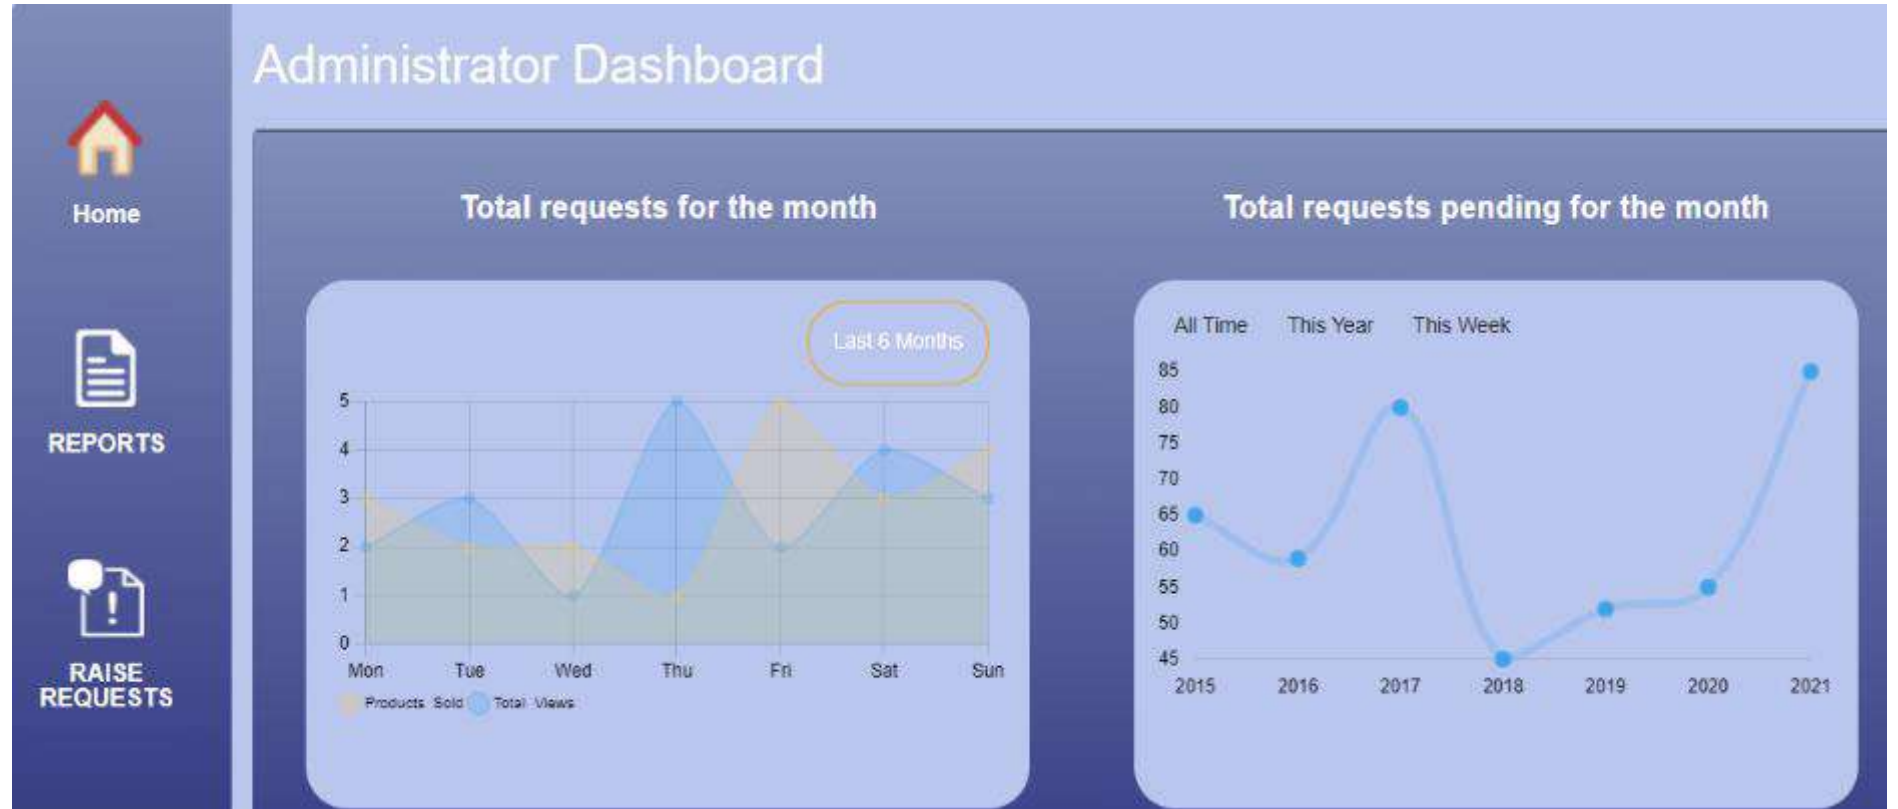 Administrator Dashboard
Home
REPORTS
RAISE
REQUESTS
Total requests for the month
Last 6 Months
5
4
3
2
1
0
Mon Tue Wed Thu Fri Sat Sun
Products Sold Total Views
Total requests pending for the month
All Time This Year This Week
85
80
75
70
65
60
55
50
45
2015 2016 2017 2018 2019 2020 2021